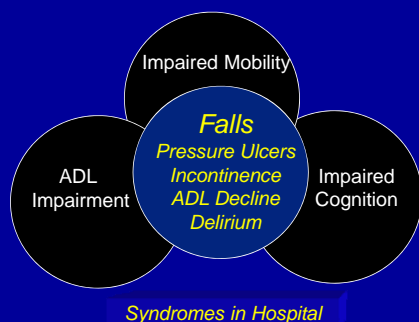 Impaired Mobility
Falls
Pressure Ulcers
Incontinence
ADL Decline
Delirium
ADL
Impairment
Impaired
Cognition
Syndromes in Hospital